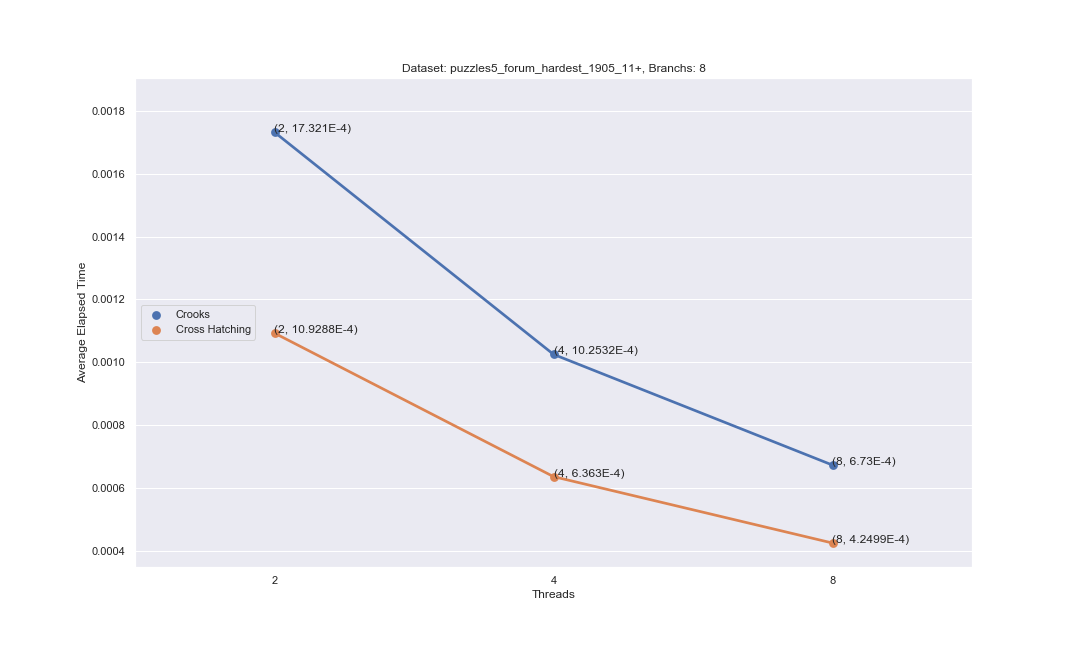 Dataset: puzzles5_forum_hardest_1905_11+, Branchs: 8
0.0018
0.0016
0.0014
0.0012
0.0010
0.0008
0.0006
0.0004
Average Elapsed Time
(2, 17.321E-4)
(2, 10.9288E-4)
(4, 10.2532E-4)
(4, 6.363E-4)
(8, 6.73E-4)
(8, 4.2499E-4)
Crooks
Cross Hatching
2
4
8
Threads